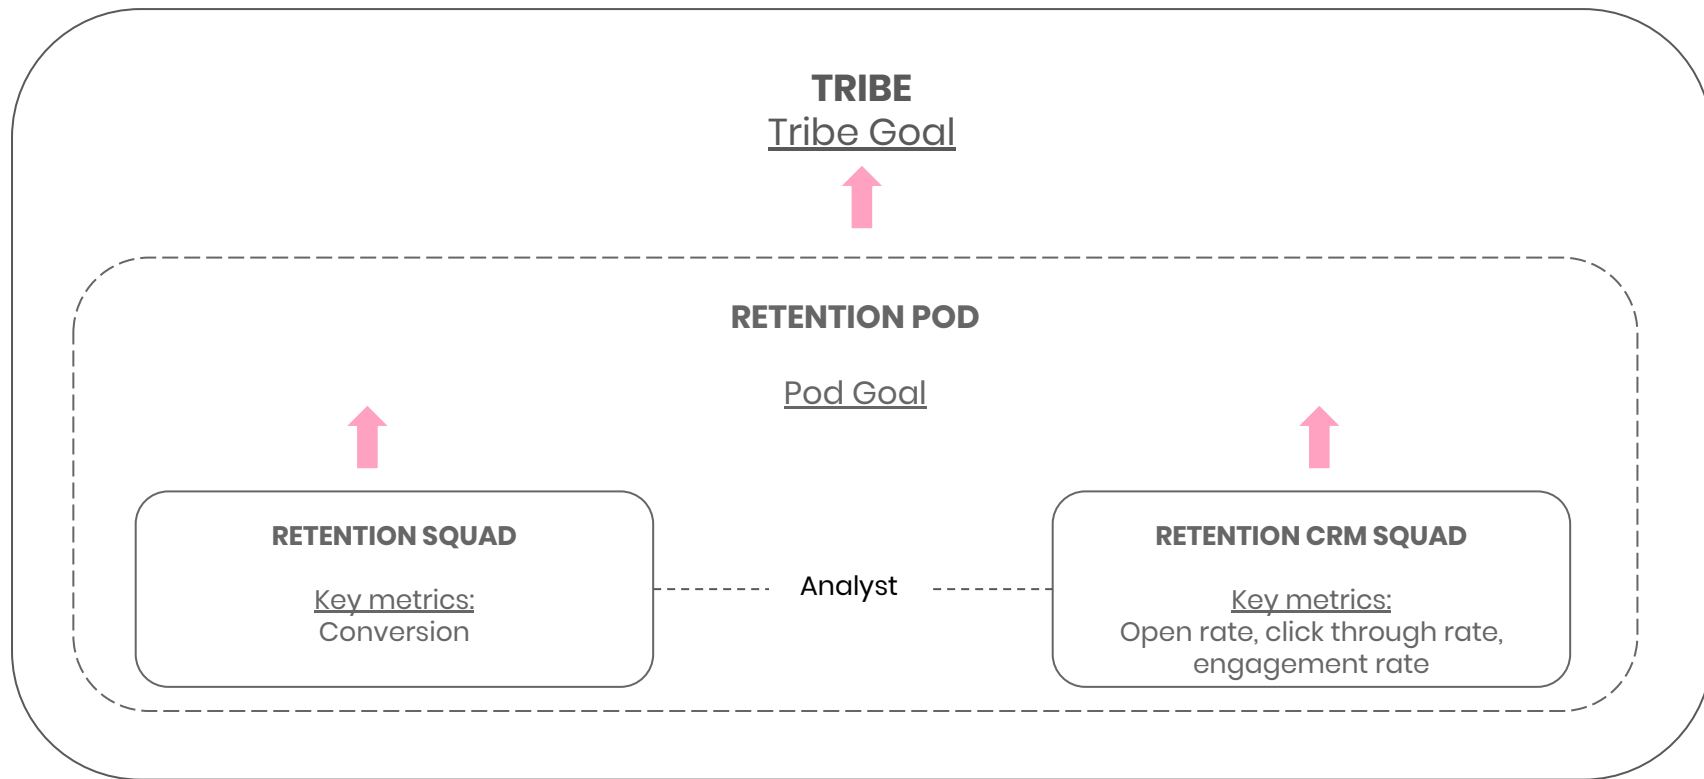 TRIBE
Tribe Goal
RETENTION POD
Pod Goal
RETENTION SQUAD
Key metrics:
Conversion
Analyst
RETENTION CRM SQUAD
Key metrics:
Open rate, click through rate,
engagement rate